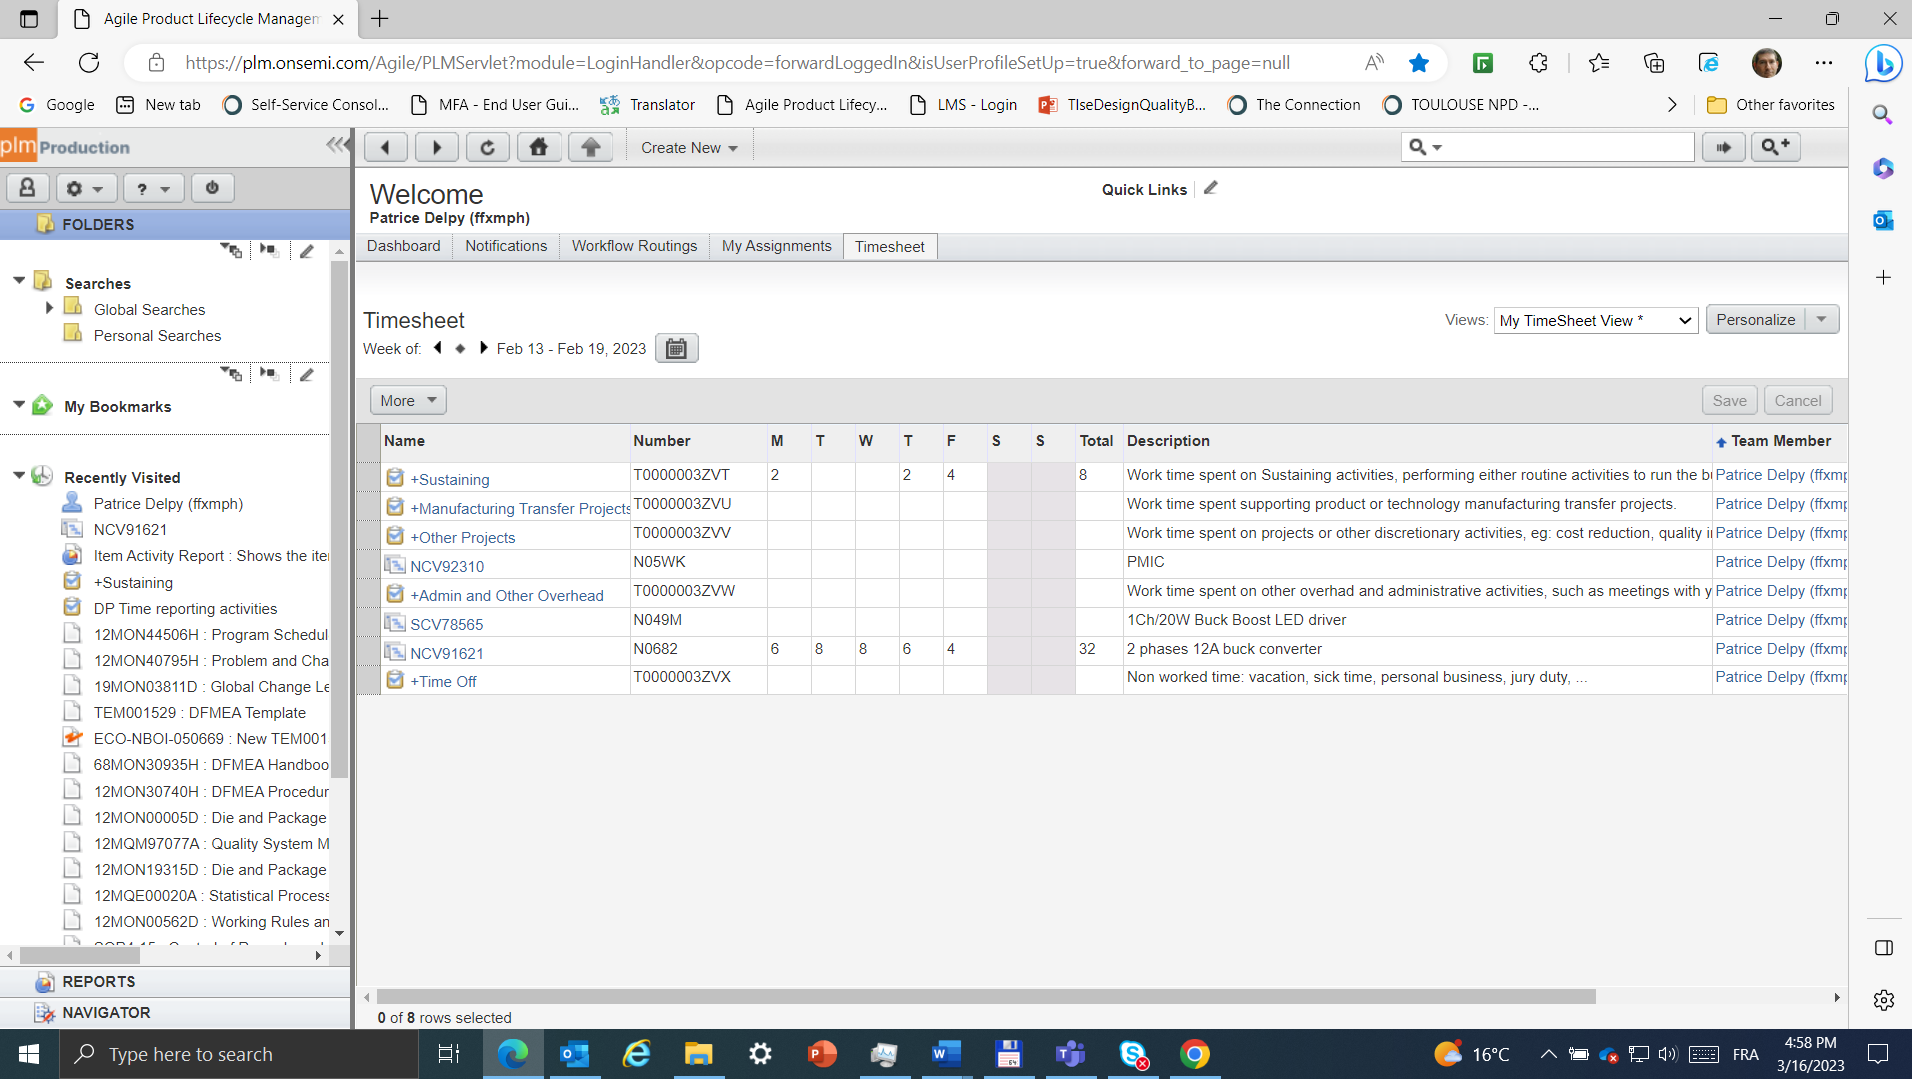 Agile Product Lifecycle Managem
https://plm.onsemi.com/Agile/PLMServlet?module=LoginHandler&opcode=forwardLoggedIn&isUserProfileSetUp=true&forward_to_page=null
Google New tab Self-Service Consol... MFA - End User Gui... Translator Agile Product Lifecy... LMS - Login TlseDesignQualityB... The Connection TOULOUSE NPD -... Other favorites
plm Production
Create New
?
Welcome
Quick Links
Patrice Delpy (ffxmph)
FOLDERS
Dashboard Notifications Workflow Routings My Assignments Timesheet
Searches
Global Searches
Personal Searches
My Bookmarks
Recently Visited
Patrice Delpy (ffxmph)
NCV91621
Item Activity Report : Shows the ite
+Sustaining
DP Time reporting activities
12MON44506H : Program Schedul
12MON40795H : Problem and Cha
19MON03811D : Global Change Le
TEM001529 : DFMEA Template
ECO-NBOI-050669 : New TEM001
68MON30935H : DFMEA Handboo
12MON30740H : DFMEA Procedur
12MON00005D : Die and Package
12MQM97077A : Quality System M
12MON19315D : Die and Package
12MQE00020A : Statistical Process
12MON00562D : Working Rules an
REPORTS
NAVIGATOR
Timesheet
Views: My TimeSheet View * Personalize
Week of: Feb 13 - Feb 19, 2023
More Save Cancel
Name Number M T W T F S S Total Description Team Member
+Sustaining T0000003ZVT 2 2 4 8 Work time spent on Sustaining activities, performing either routine activities to run the b Patrice Delpy (ffxmp
+Manufacturing Transfer Projects T0000003ZVU Work time spent supporting product or technology manufacturing transfer projects. Patrice Delpy (ffxmp
+Other Projects T0000003ZVV Work time spent on projects or other discretionary activities, eg: cost reduction, quality i Patrice Delpy (ffxmp
NCV92310 N05WK PMIC Patrice Delpy (ffxmp
+Admin and Other Overhead T0000003ZVW Work time spent on other overhad and administrative activities, such as meetings with y Patrice Delpy (ffxmp
SCV78565 N049M 1Ch/20W Buck Boost LED driver Patrice Delpy (ffxmp
NCV91621 N0682 6 8 8 6 4 32 2 phases 12A buck converter Patrice Delpy (ffxmp
+Time Off T0000003ZVX Non worked time: vacation, sick time, personal business, jury duty, ... Patrice Delpy (ffxmp
0 of 8 rows selected
Type here to search
16°C FRA 4:58 PM
3/16/2023